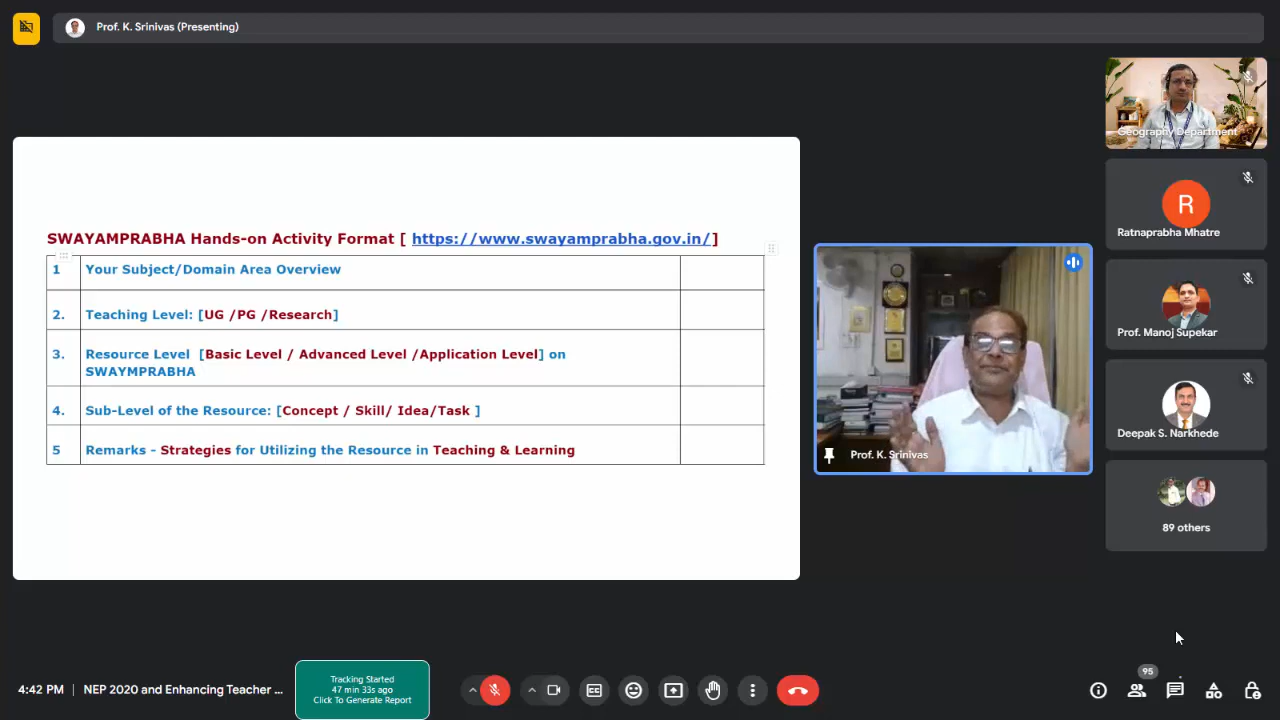 Prof. K. Srinivas (Presenting)
SWAYAMPRABHA Hands-on Activity Format [ https://www.swayamprabha.gov.in/]
1 Your Subject/Domain Area Overview
2. Teaching Level: [UG /PG /Research]
3. Resource Level [Basic Level / Advanced Level /Application Level] on
SWAYMPRABHA
4. Sub-Level of the Resource: [Concept / Skill/ Idea/Task ]
5 Remarks - Strategies for Utilizing the Resource in Teaching & Learning
Prof. K. Srinivas
Geography Department
R
Ratnaprabha Mhatre
Prof. Manoj Supekar
Deepak S. Narkhede
89 others
4:42 PM | NEP 2020 and Enhancing Teacher ...
Tracking Started
47 min 33s ago
Click To Generate Report
95